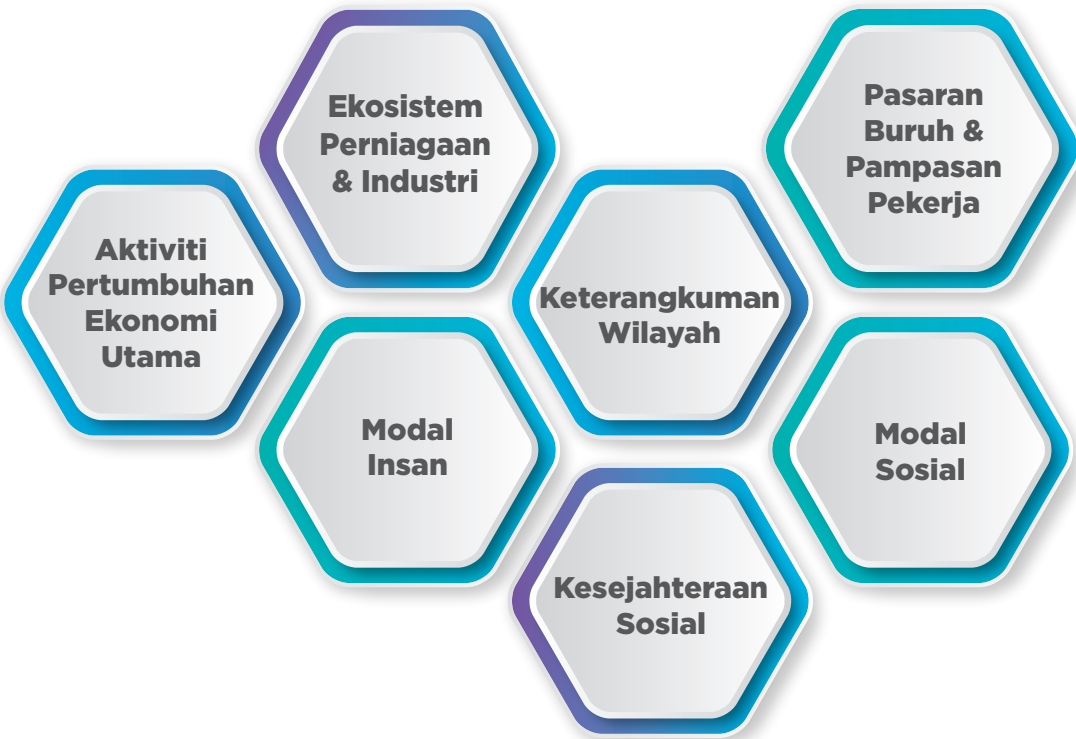 Ekosistem
Perniagaan
& Industri
Pasaran
Buruh &
Pampasan
Pekerja
Aktiviti
Pertumbuhan
Ekonomi
Utama
Keterangkuman
Wilayah
Modal
Insan
Modal
Sosial
Kesejahteraan
Sosial